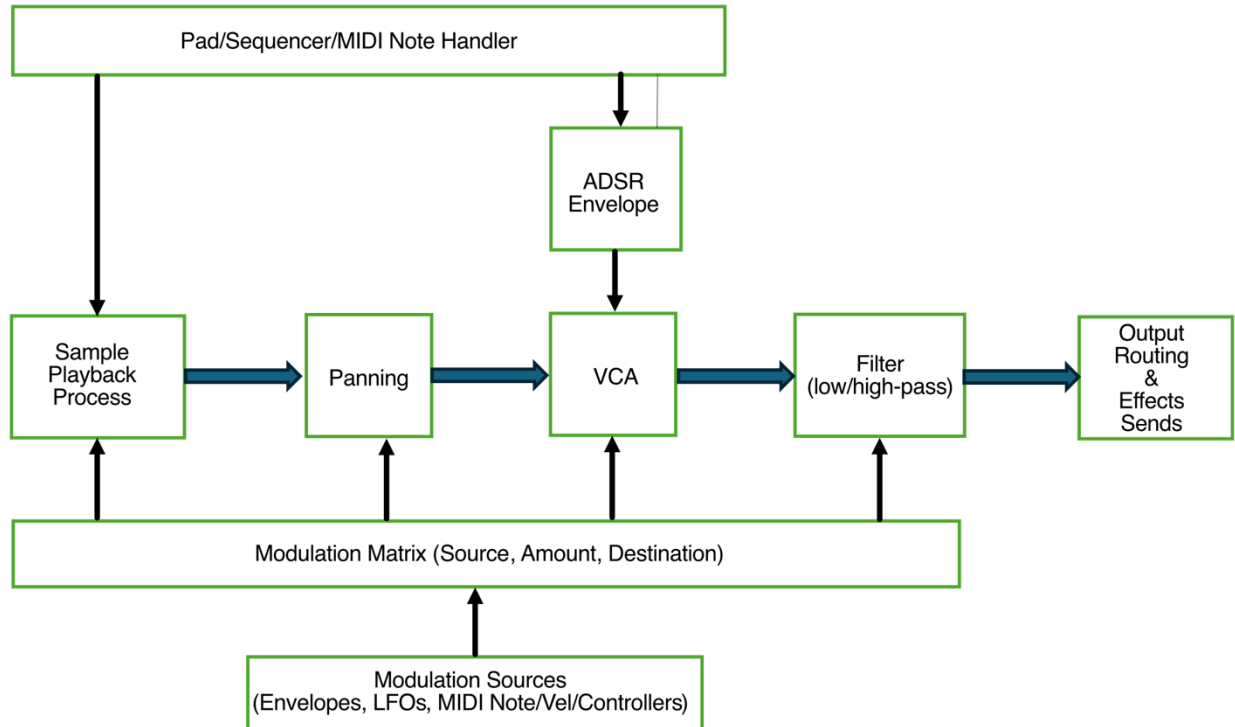 Pad/Sequencer/MIDI Note Handler
ADSR
Envelope
Sample
Playback
Process
Panning
VCA
Filter
(low/high-pass)
Output
Routing
&
Effects
Sends
Modulation Matrix (Source, Amount, Destination)
Modulation Sources
(Envelopes, LFOs, MIDI Note/Vel/Controllers)